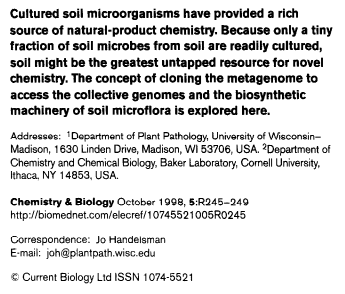 Cultured soil microorganisms have provided a rich
source of natural-product chemistry. Because only a tiny
fraction of soil microbes from soil are readily cultured,
soil might be the greatest untapped resource for novel
chemistry. The concept of cloning the metagenome to
access the collective genomes and the biosynthetic
machinery of soil microflora is explored here.
Addresses: ¹Department of Plant Pathology, University of Wisconsin–
Madison, 1630 Linden Drive, Madison, WI 53706, USA. ²Department of
Chemistry and Chemical Biology, Baker Laboratory, Cornell University,
Ithaca, NY 14853, USA.
Chemistry & Biology October 1998, 5:R245–249
http://biomednet.com/elecref/10745521005R0245
Correspondence: Jo Handelsman
E-mail: joh@plantpath.wisc.edu
© Current Biology Ltd ISSN 1074-5521